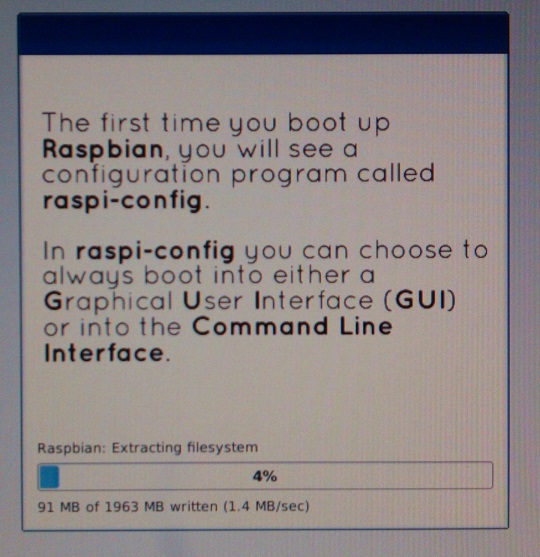 The first time you boot up
Raspbian, you will see a
configuration program called
raspi-config.
In raspi-config you can choose to
always boot into either a
Graphical User Interface (GUI)
or into the Command Line
Interface.
Raspbian: Extracting filesystem
4%
91 MB of 1963 MB written (1.4 MB/sec)